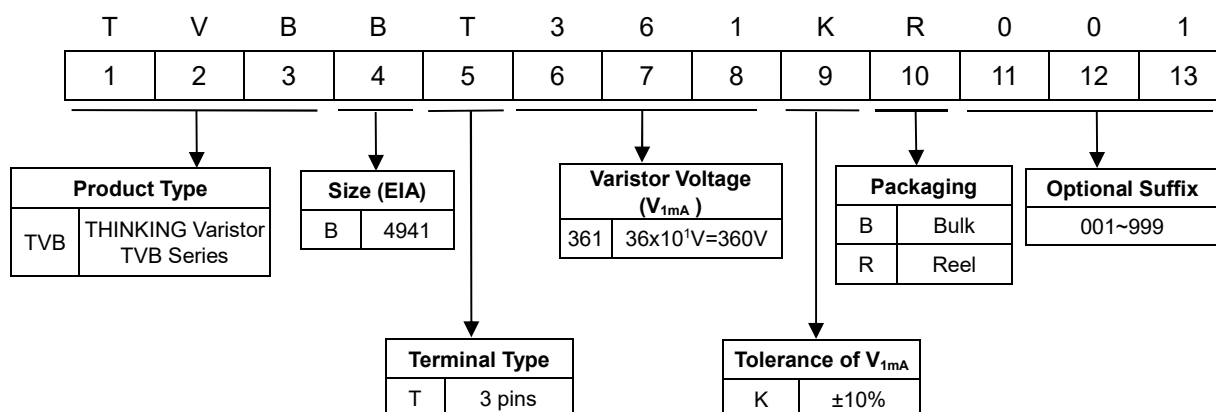 T V B B T 3 6 1 K R 0 0 1
1 2 3 4 5 6 7 8 9 10 11 12 13
Product Type
TVB THINKING Varistor
TVB Series
Size (EIA)
B 4941
Varistor Voltage
(V₁ₘA )
361 36x10¹V=360V
Packaging
B Bulk
R Reel
Optional Suffix
001~999
Terminal Type
T 3 pins
Tolerance of V₁ₘA
K ±10%